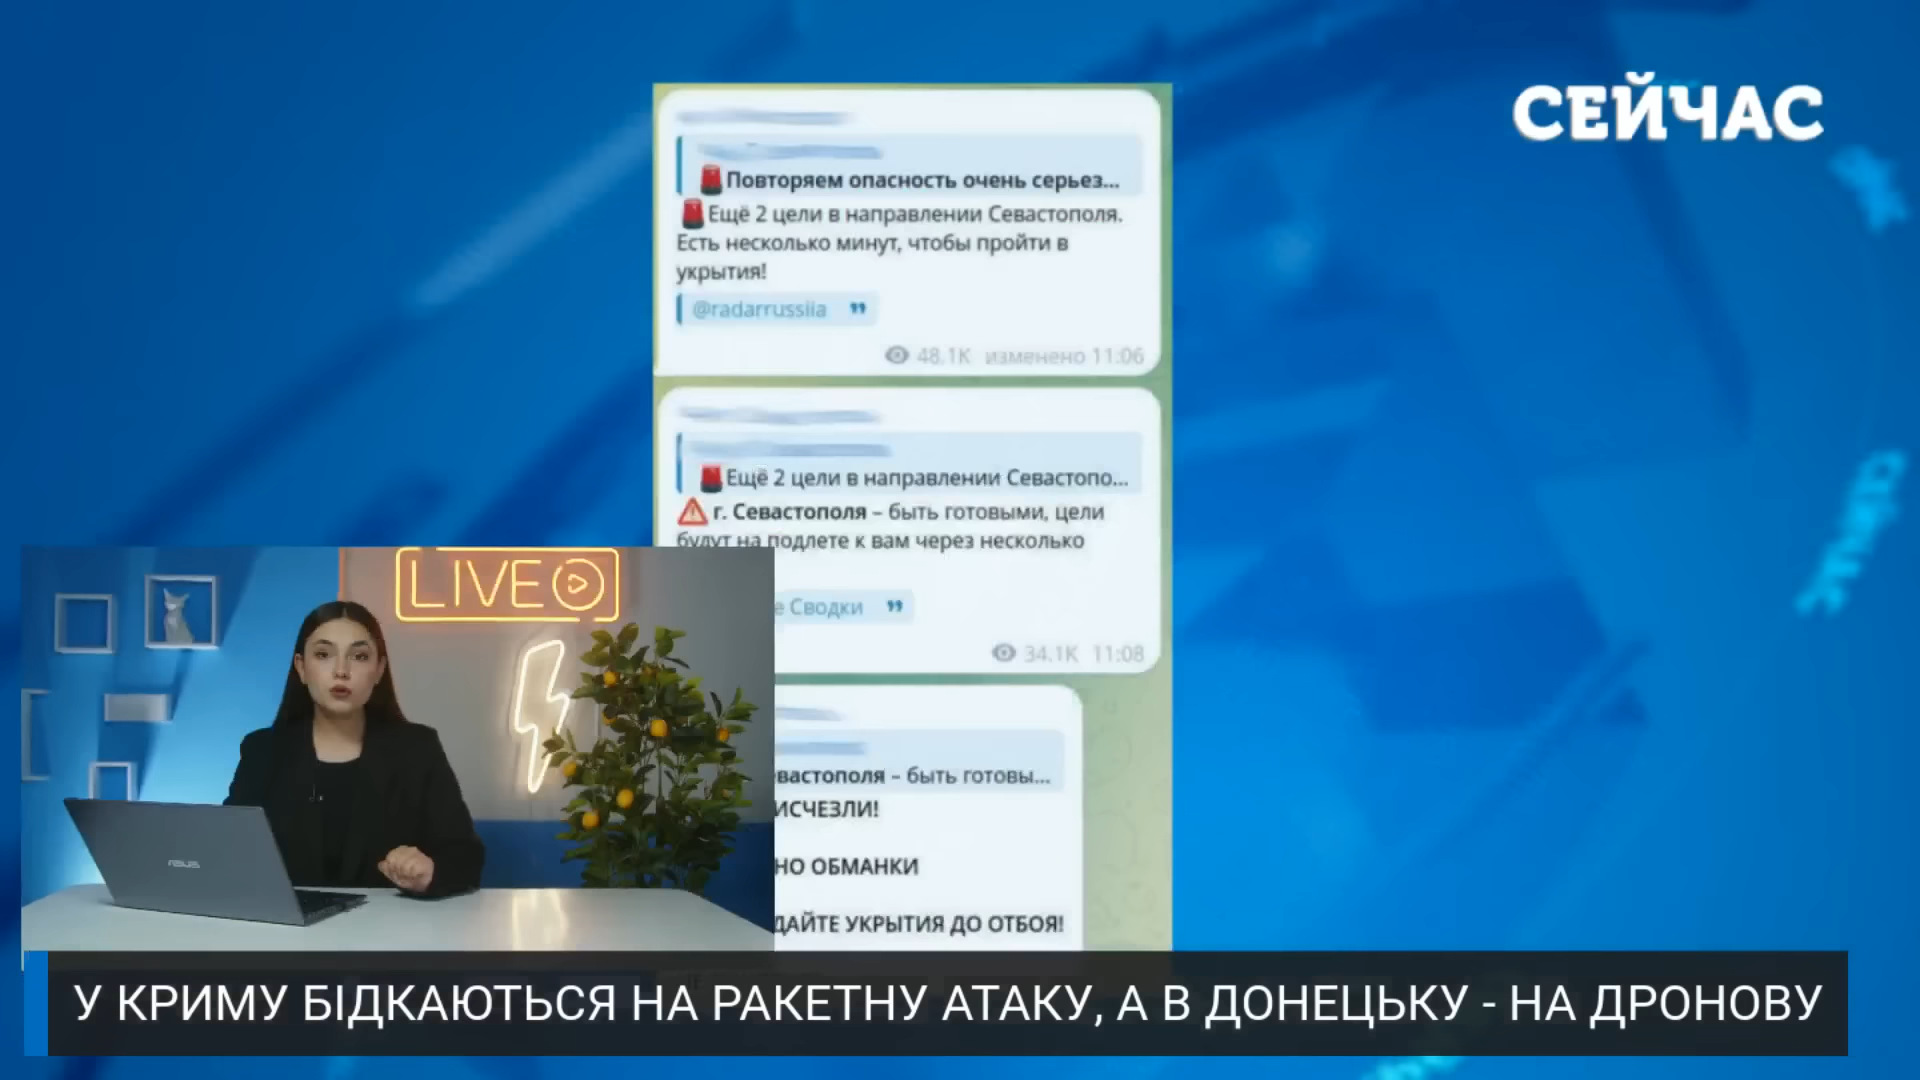 СЕЙЧАС
Повторяем опасность очень серьез...
Ещё 2 цели в направлении Севастополя.
Есть несколько минут, чтобы пройти в
укрытия!
@radarrussiia
48.1K изменено 11:06
Ещё 2 цели в направлении Севастопо...
г. Севастополя – быть готовыми, цели
будут на подлете к вам через несколько
е Сводки
34.1K 11:08
вастополя – быть готовы...
ИСЧЕЗЛИ!
НО ОБМАНКИ
ДАЙТЕ УКРЫТИЯ ДО ОТБОЯ!
LIVE
ASUS
У КРИМУ БІДКАЮТЬСЯ НА РАКЕТНУ АТАКУ, А В ДОНЕЦЬКУ - НА ДРОНОВУ